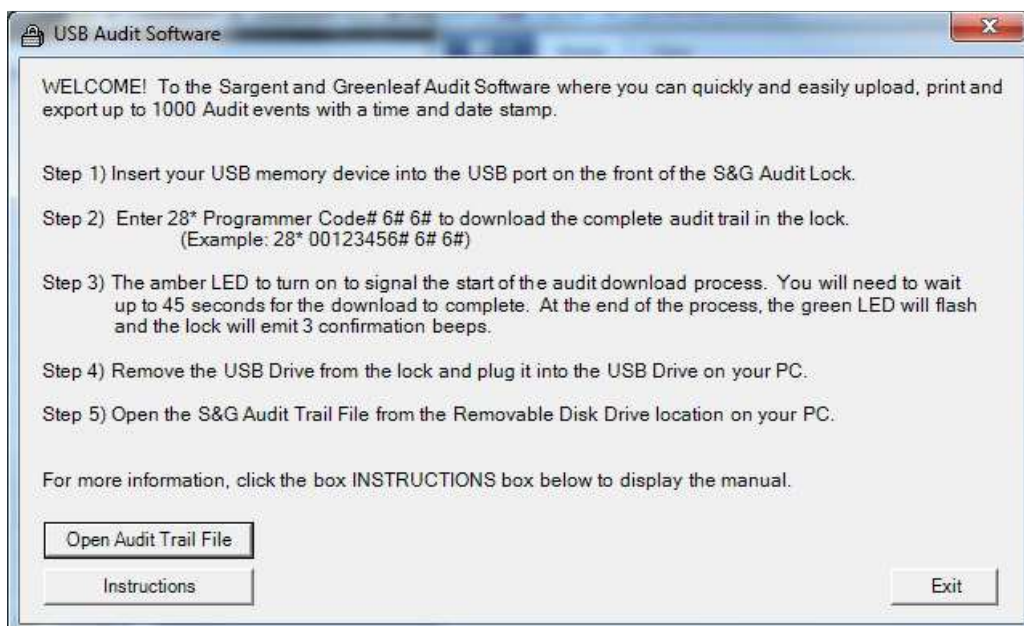 USB Audit Software
X
WELCOME! To the Sargent and Greenleaf Audit Software where you can quickly and easily upload, print and
export up to 1000 Audit events with a time and date stamp.
Step 1) Insert your USB memory device into the USB port on the front of the S&G Audit Lock.
Step 2) Enter 28* Programmer Code# 6# 6# to download the complete audit trail in the lock.
(Example: 28* 00123456# 6# 6#)
Step 3) The amber LED to turn on to signal the start of the audit download process. You will need to wait
up to 45 seconds for the download to complete. At the end of the process, the green LED will flash
and the lock will emit 3 confirmation beeps.
Step 4) Remove the USB Drive from the lock and plug it into the USB Drive on your PC.
Step 5) Open the S&G Audit Trail File from the Removable Disk Drive location on your PC.
For more information, click the box INSTRUCTIONS box below to display the manual.
Open Audit Trail File
Instructions
Exit